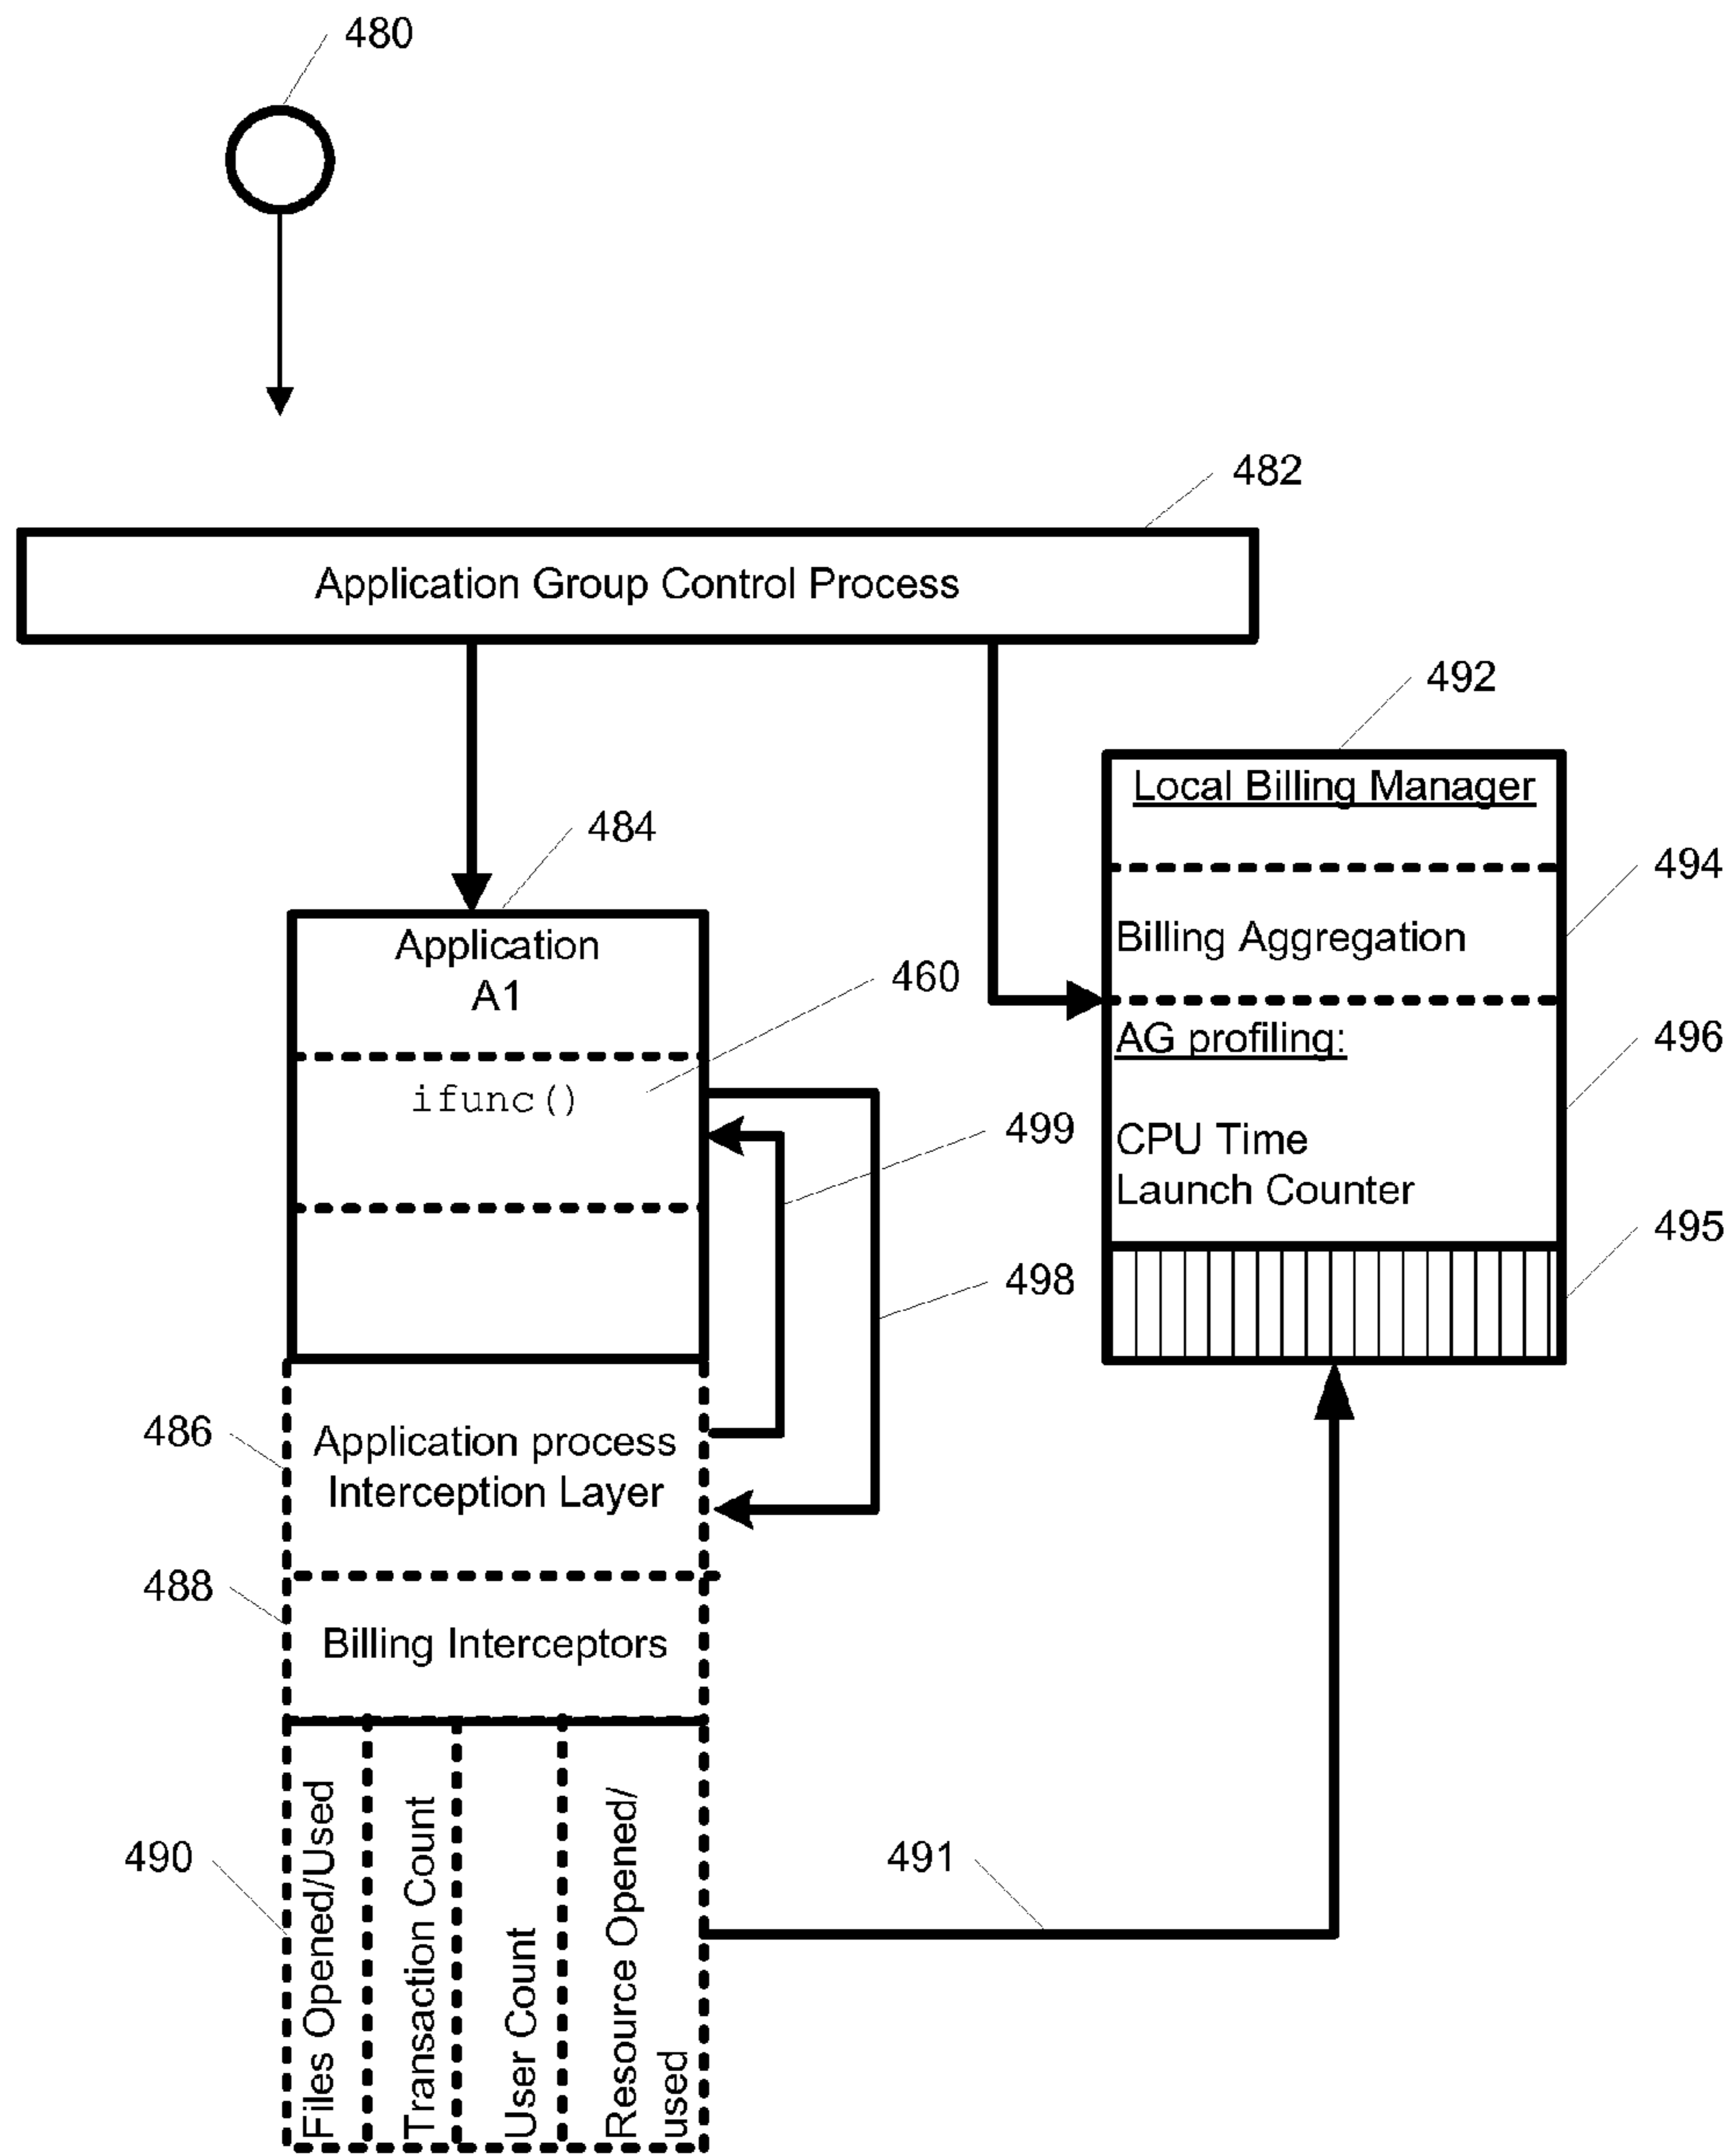 480
482
Application Group Control Process
492
Local Billing Manager
484
494
Application
A1
Billing Aggregation
460
AG profiling:
496
ifunc()
499
CPU Time
Launch Counter
495
498
486
Application process
Interception Layer
488
Billing Interceptors
490
Files Opened/Used
Transaction Count
User Count
Resource Opened/
used
491